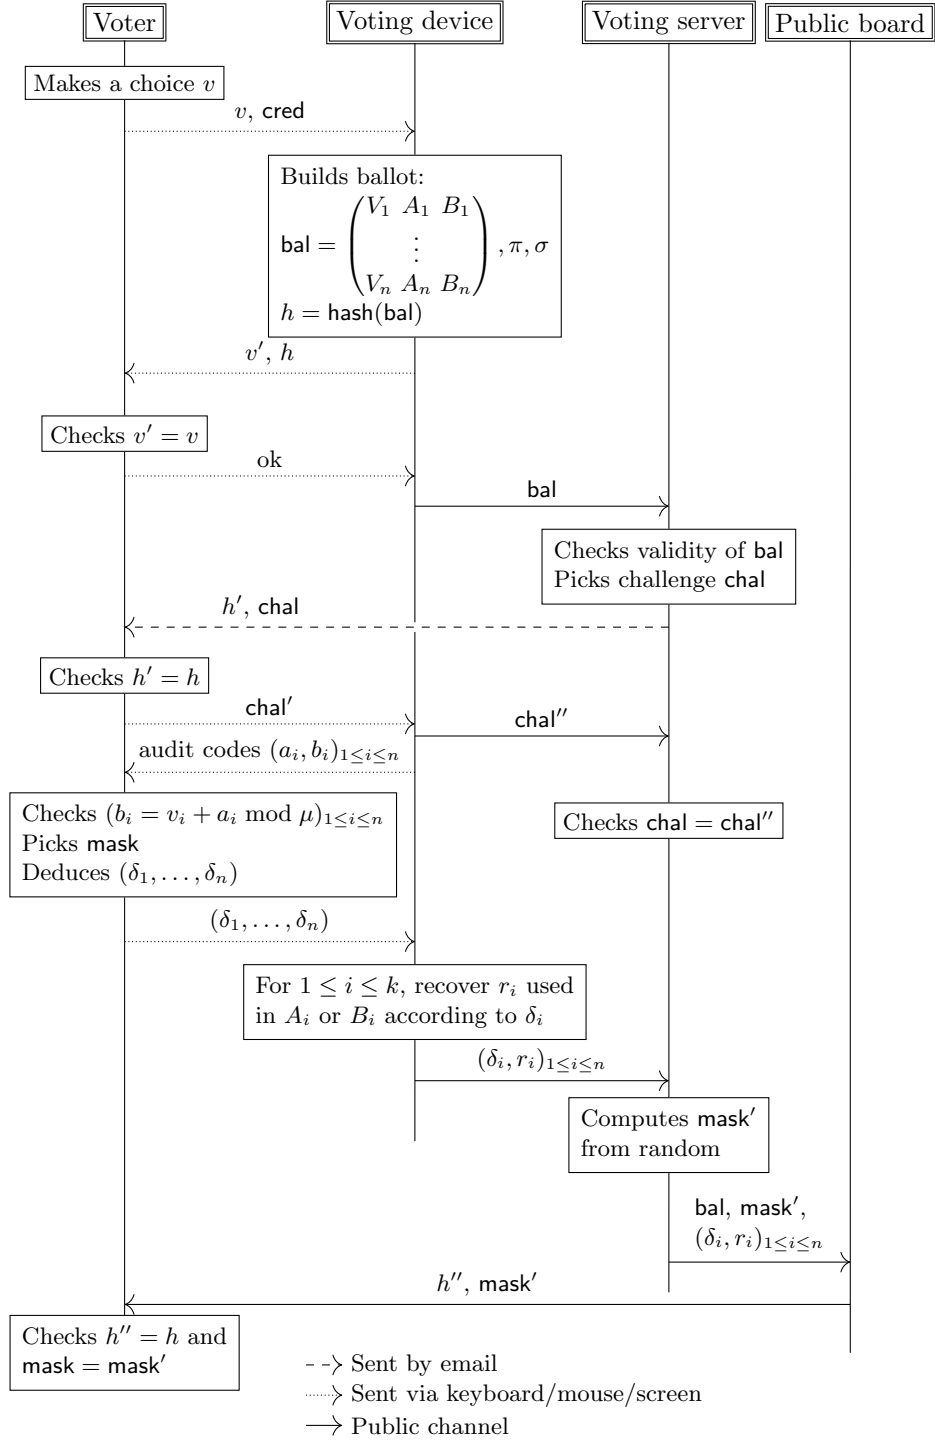 Voter
Voting device
Voting server
Public board
Makes a choice v
v, cred
Builds ballot:
V₁ A₁ B₁
bal = ( ⋮ ), π, σ
Vₙ Aₙ Bₙ
h = hash(bal)
v′, h
Checks v′ = v
ok
bal
Checks validity of bal
Picks challenge chal
h′, chal
Checks h′ = h
chal′
chal″
audit codes (aᵢ, bᵢ)₁≤ᵢ≤ₙ
Checks (bᵢ = vᵢ + aᵢ mod μ)₁≤ᵢ≤ₙ
Picks mask
Deduces (δ₁, . . . , δₙ)
Checks chal = chal″
(δ₁, . . . , δₙ)
For 1 ≤ i ≤ k, recover rᵢ used
in Aᵢ or Bᵢ according to δᵢ
(δᵢ, rᵢ)₁≤ᵢ≤ₙ
Computes mask′
from random
bal, mask′,
(δᵢ, rᵢ)₁≤ᵢ≤ₙ
h″, mask′
Checks h″ = h and
mask = mask′
Sent by email
Sent via keyboard/mouse/screen
Public channel